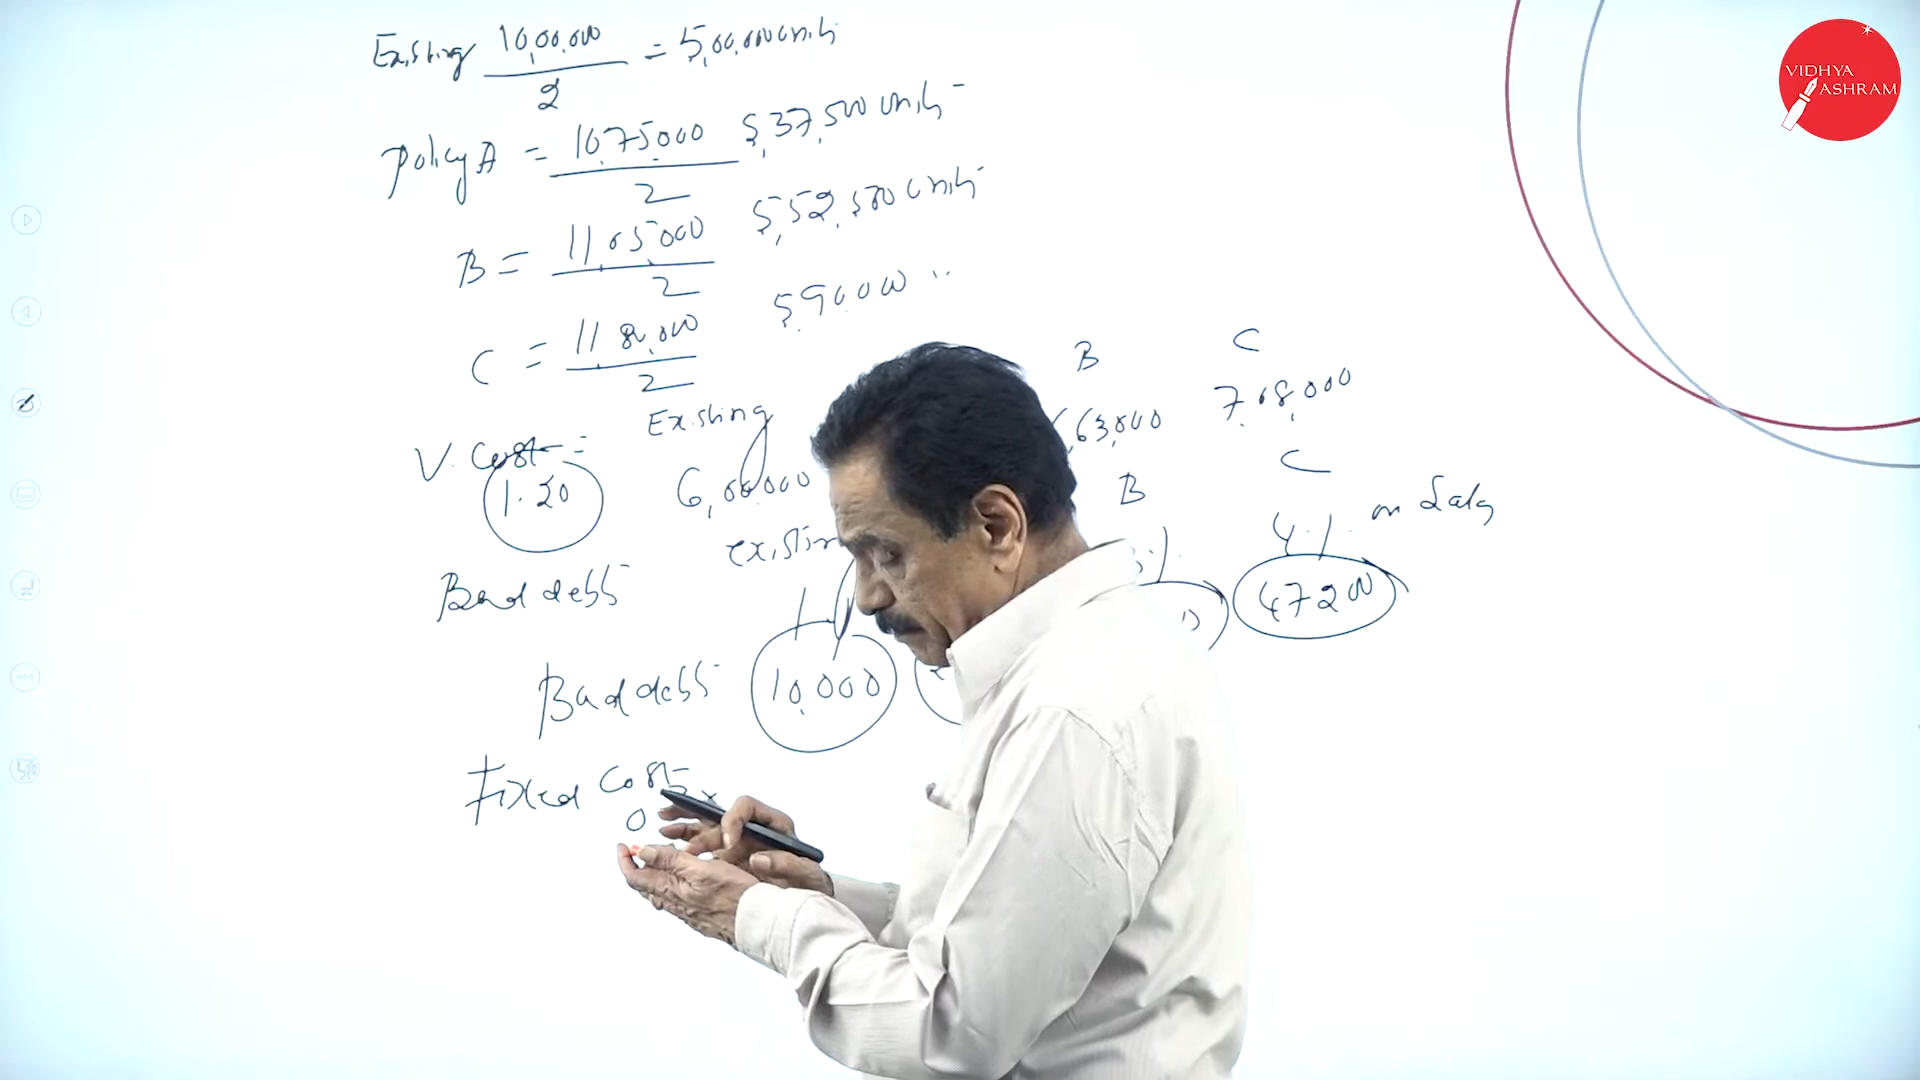 VIDHYA
ASHRAM
Existing 10,00,000 / 2 = 5,00,000 units
Policy A = 10,75,000 / 2 5,37,500 units
B = 11,05,000 / 2 5,52,500 units
C = 11,80,000 / 2 5,90,000 "
Existing B C
V. Cost = 1.20 6,00,000 ,63,000 7,08,000
B C
4% on Sales
Bad debts 47200
Bad debts 10,000
Fixed Cost
0